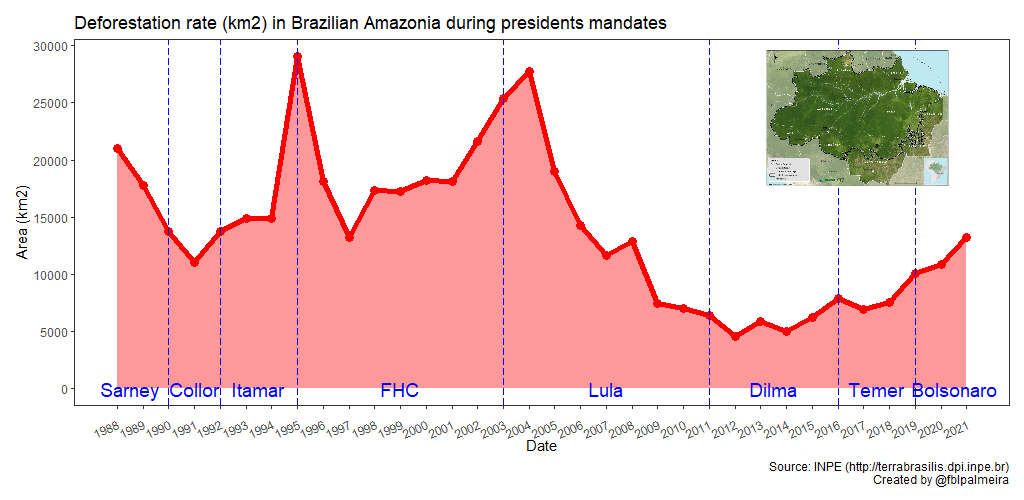 Deforestation rate (km2) in Brazilian Amazonia during presidents mandates
Area (km2)
30000
25000
20000
15000
10000
5000
0
Sarney Collor Itamar FHC Lula Dilma Temer Bolsonaro
1988 1989 1990 1991 1992 1993 1994 1995 1996 1997 1998 1999 2000 2001 2002 2003 2004 2005 2006 2007 2008 2009 2010 2011 2012 2013 2014 2015 2016 2017 2018 2019 2020 2021
Date
Source: INPE (http://terrabrasilis.dpi.inpe.br)
Created by @fblpalmeira